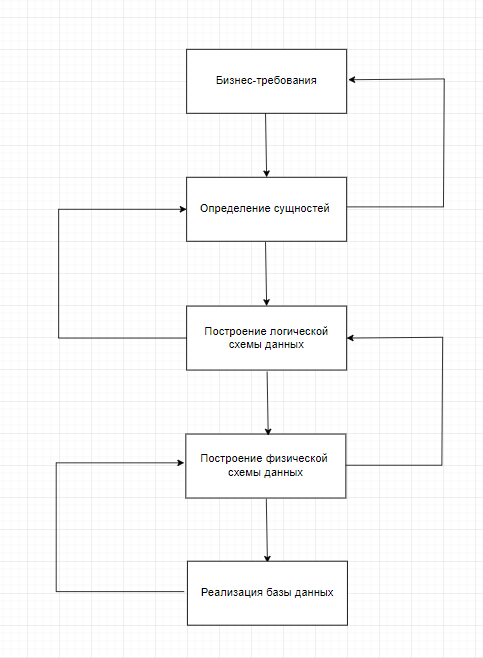 Бизнес-требования
Определение сущностей
Построение логической
схемы данных
Построение физической
схемы данных
Реализация базы данных